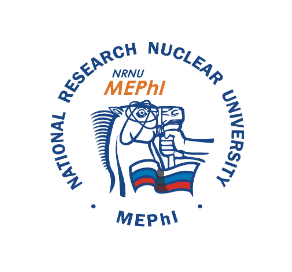 NATIONAL RESEARCH NUCLEAR UNIVERSITY
NRNU
MEPhI
• MEPhI •